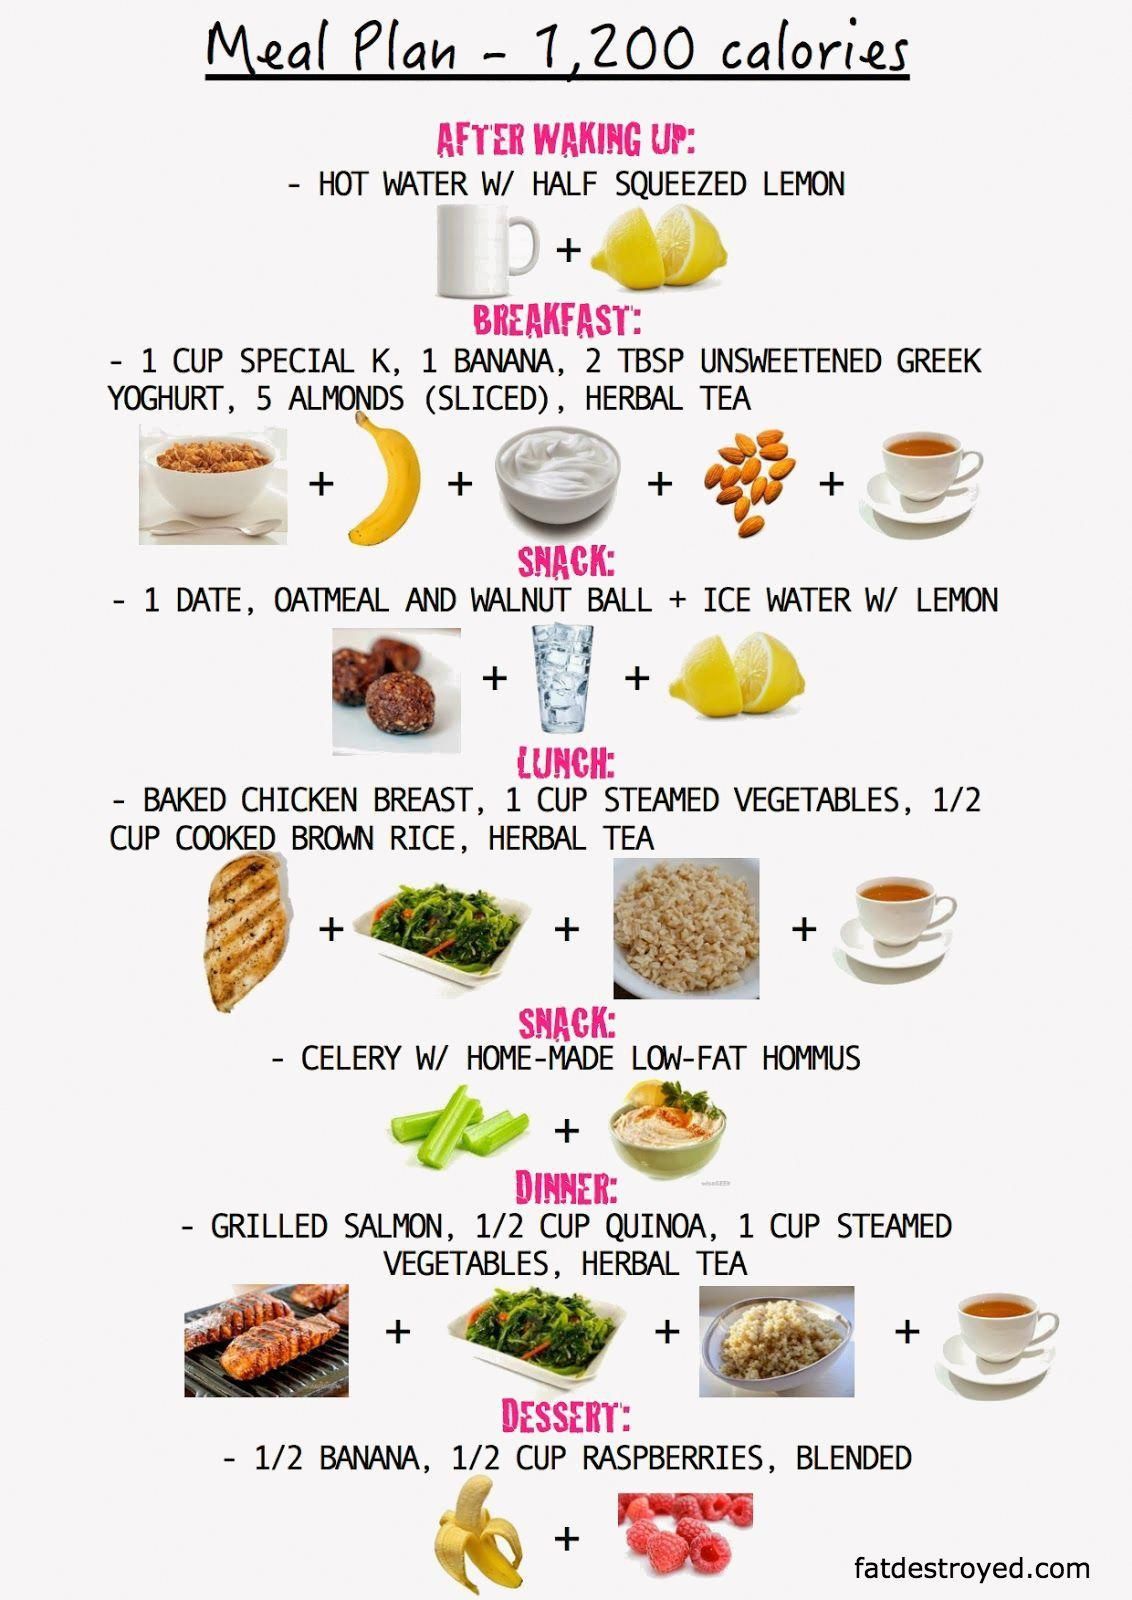 Meal Plan - 1,200 calories
AFTER WAKING UP:
- HOT WATER W/ HALF SQUEEZED LEMON
BREAKFAST:
- 1 CUP SPECIAL K, 1 BANANA, 2 TBSP UNSWEETENED GREEK
YOGHURT, 5 ALMONDS (SLICED), HERBAL TEA
+ + + +
SNACK:
- 1 DATE, OATMEAL AND WALNUT BALL + ICE WATER W/ LEMON
+ +
LUNCH:
- BAKED CHICKEN BREAST, 1 CUP STEAMED VEGETABLES, 1/2
CUP COOKED BROWN RICE, HERBAL TEA
+ + +
SNACK:
- CELERY W/ HOME-MADE LOW-FAT HOMMUS
+
wiseGEEK
DINNER:
- GRILLED SALMON, 1/2 CUP QUINOA, 1 CUP STEAMED
VEGETABLES, HERBAL TEA
+ + +
DESSERT:
- 1/2 BANANA, 1/2 CUP RASPBERRIES, BLENDED
+
fatdestroyed.com